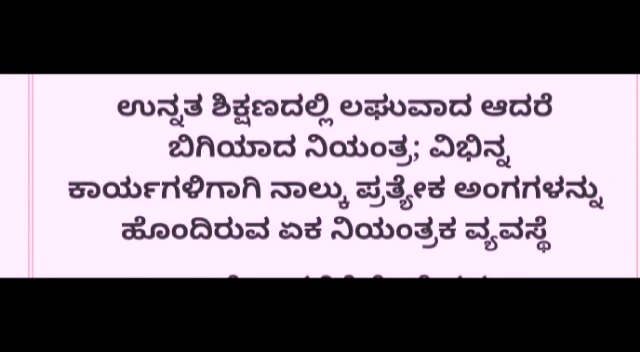 ಉನ್ನತ ಶಿಕ್ಷಣದಲ್ಲಿ ಲಘುವಾದ ಆದರೆ
ಬಿಗಿಯಾದ ನಿಯಂತ್ರ; ವಿಭಿನ್ನ
ಕಾರ್ಯಗಳಿಗಾಗಿ ನಾಲ್ಕು ಪ್ರತ್ಯೇಕ ಅಂಗಗಳನ್ನು
ಹೊಂದಿರುವ ಏಕ ನಿಯಂತ್ರಕ ವ್ಯವಸ್ಥೆ